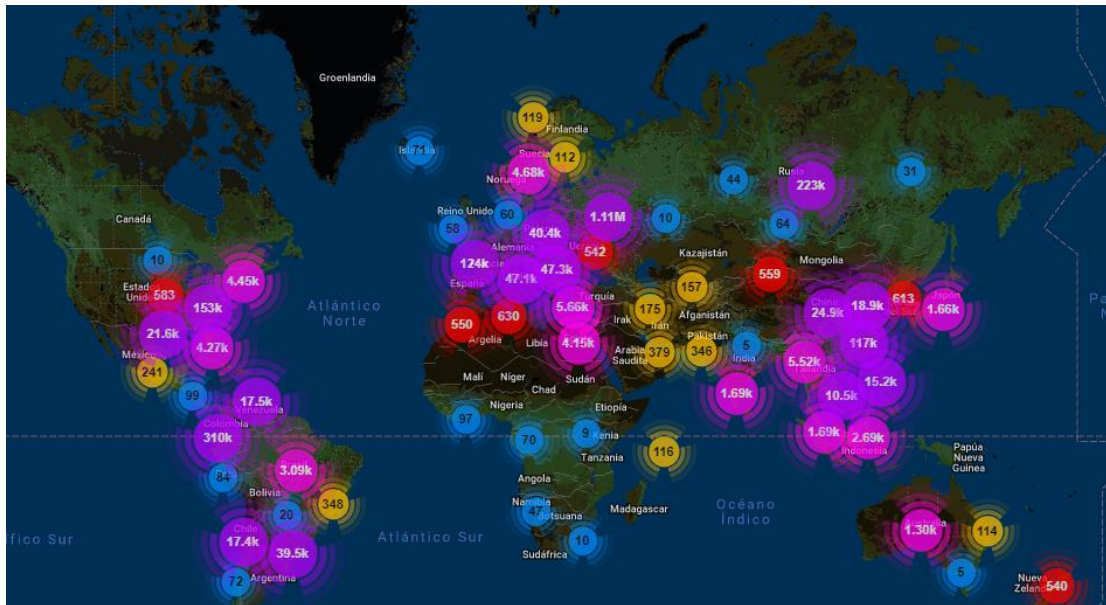 Groenlandia
119
Finlandia
Islandia
71
Suecia
112
4.68k
Noruega
44
Rusia
223k
31
Reino Unido
60
58
1.11M
10
64
Canadá
40.4k
Alemania
542
Kazajistán
Mongolia
10
124k
47.3k
47.1k
España
559
4.45k
Estados
Unidos
583
153k
Atlántico
Norte
5.66k
Turquía
157
175
613
Japón
1.66k
China
24.9k
18.9k
630
550
Argelia
Libia
Irak
Irán
Afganistán
21.6k
4.27k
4.15k
Arabia
Saudita
379
Pakistán
346
5
India
117k
México
241
5.52k
Tailandia
Malí
Níger
Chad
Sudán
99
17.5k
Venezuela
1.69k
15.2k
10.5k
97
Nigeria
Etiopía
Colombia
310k
70
9
Kenia
116
1.69k
2.69k
Indonesia
Papúa
Nueva
Guinea
Tanzania
3.09k
84
Bolivia
Angola
348
20
Namibia
47
Botsuana
Madagascar
Océano
Índico
Chile
17.4k
39.5k
ífico Sur
Atlántico Sur
Sudáfrica
10
Australia
1.30k
114
72
Argentina
5
Nueva
Zelanda
540